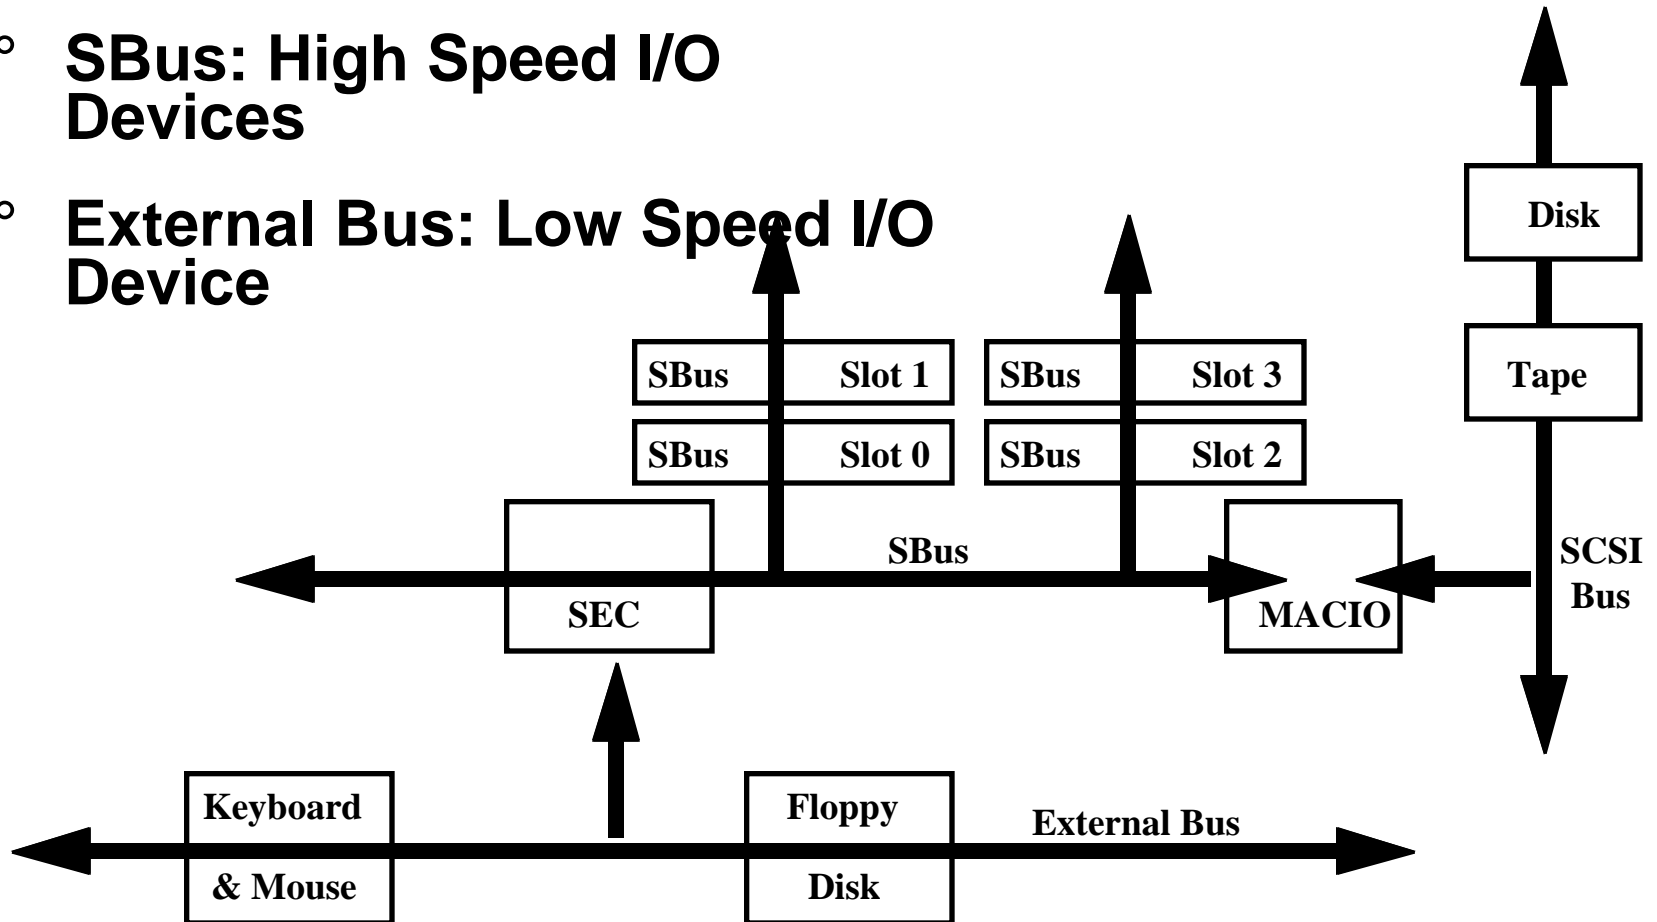 ° SBus: High Speed I/O
Devices
° External Bus: Low Speed I/O
Device
Disk
Tape
SBus Slot 1
SBus Slot 3
SBus Slot 0
SBus Slot 2
SBus
SCSI
Bus
SEC
MACIO
Keyboard
& Mouse
Floppy
Disk
External Bus